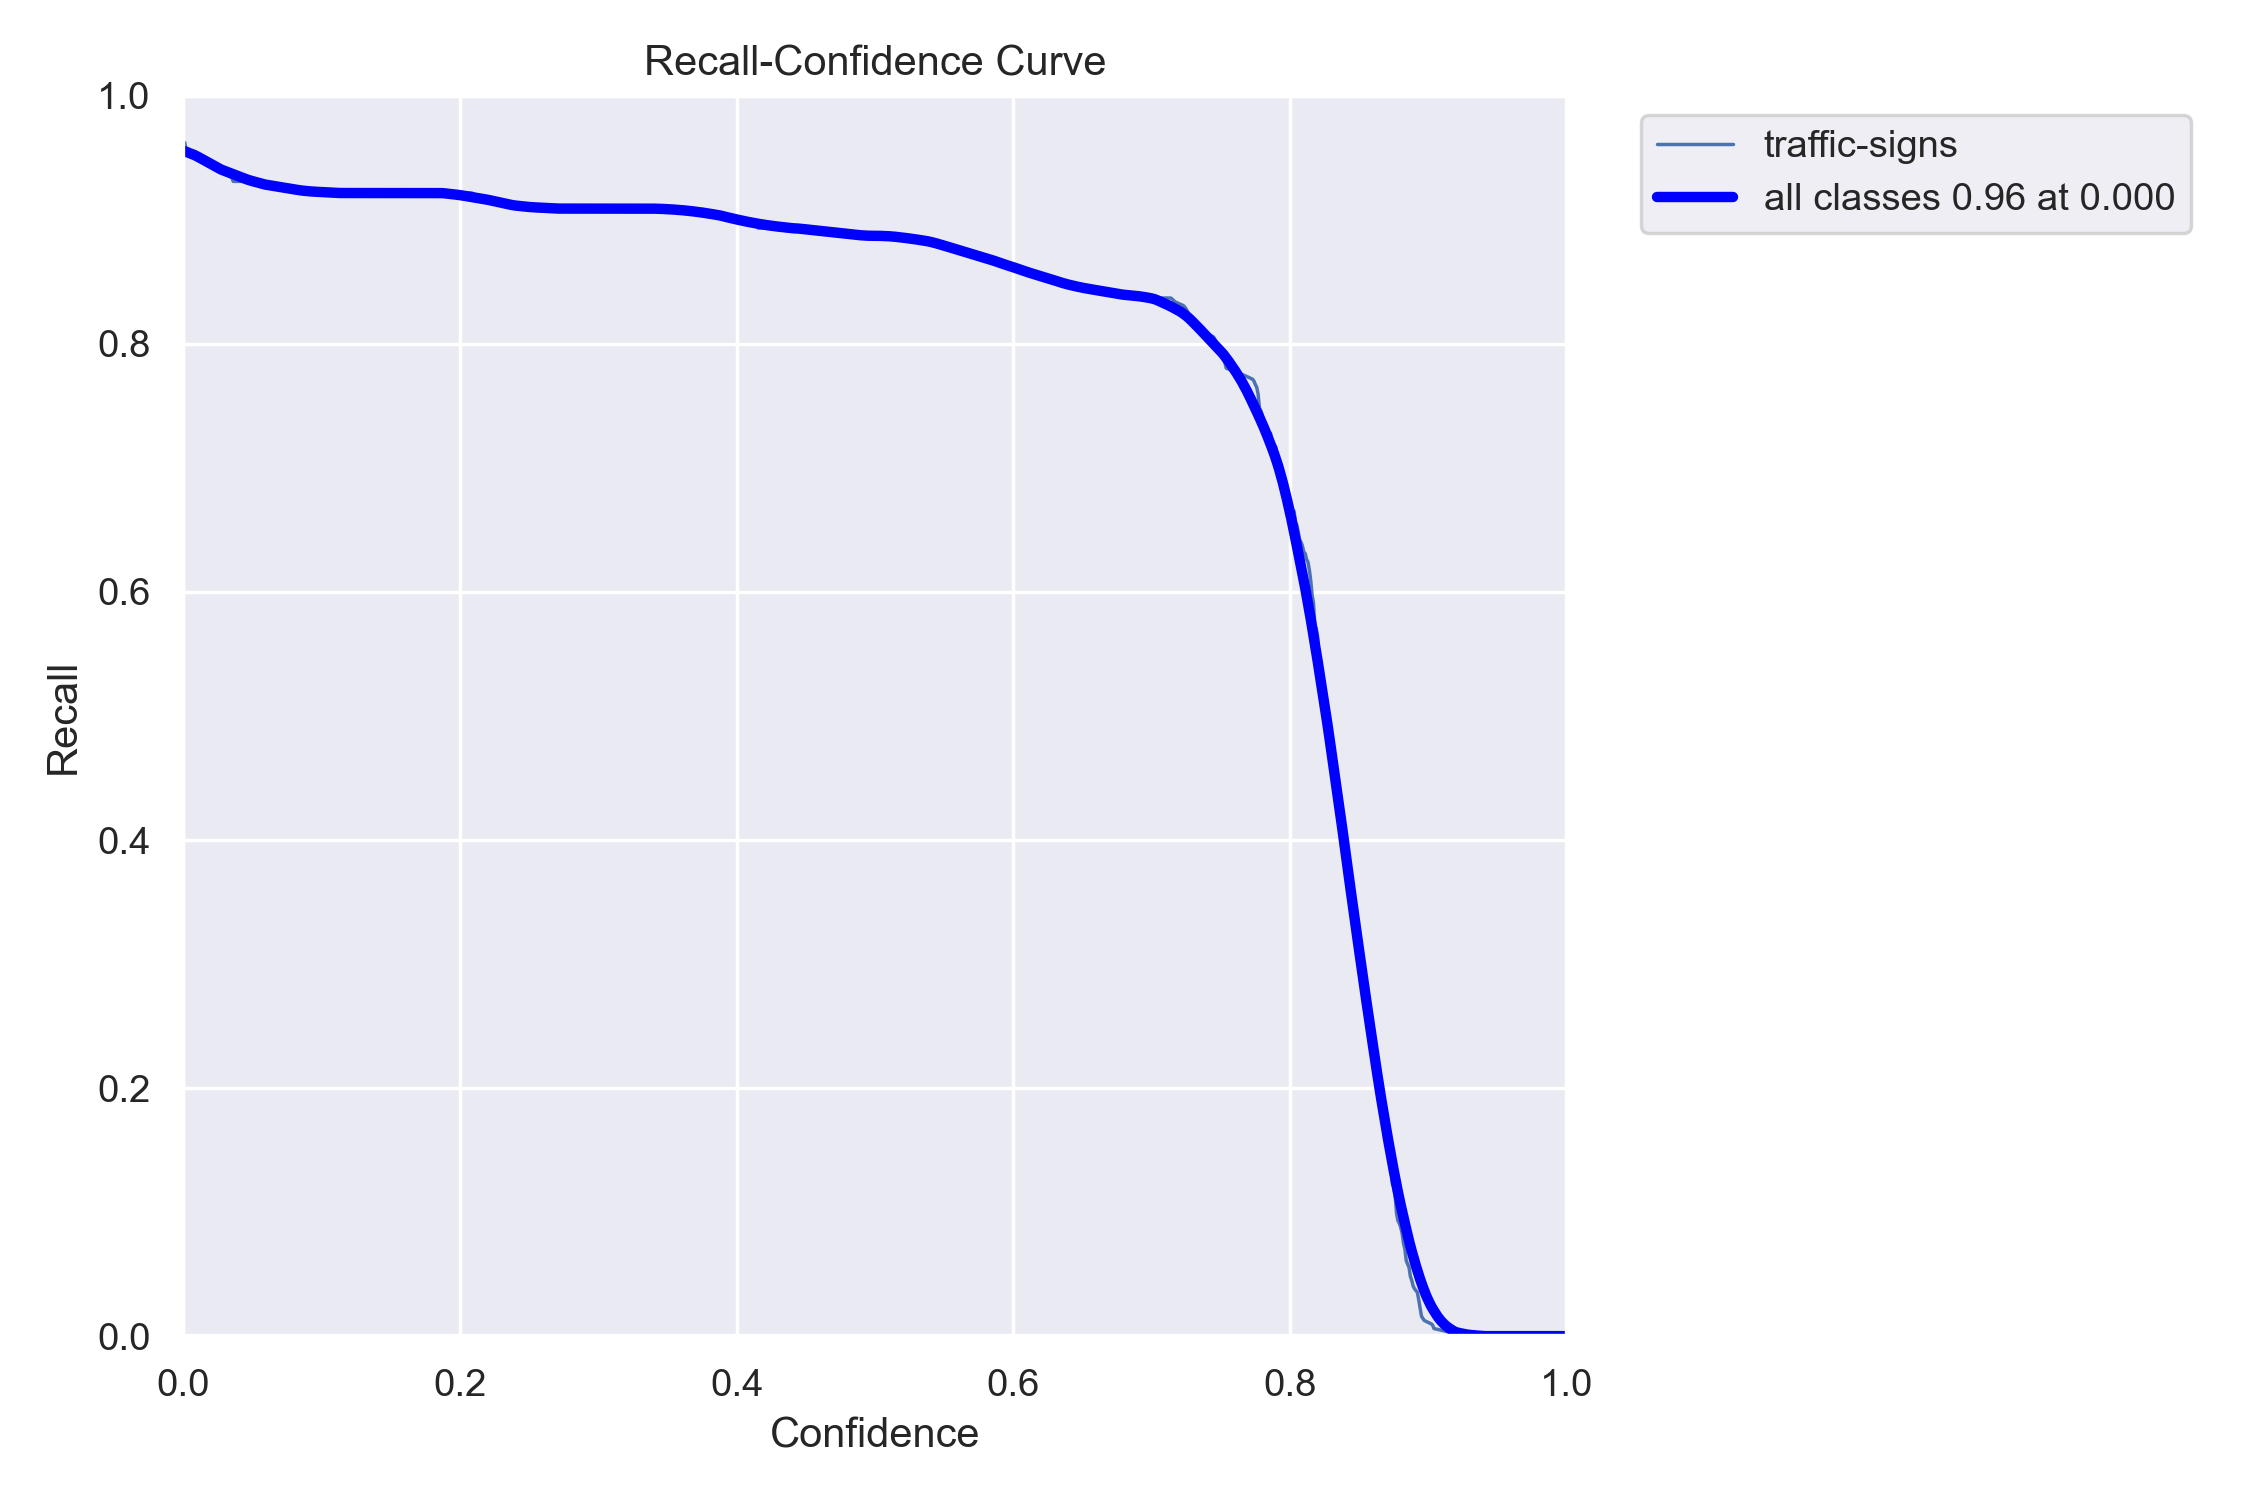 Recall-Confidence Curve
1.0
0.8
0.6
0.4
0.2
0.0
Recall
0.0 0.2 0.4 0.6 0.8 1.0
Confidence
traffic-signs
all classes 0.96 at 0.000